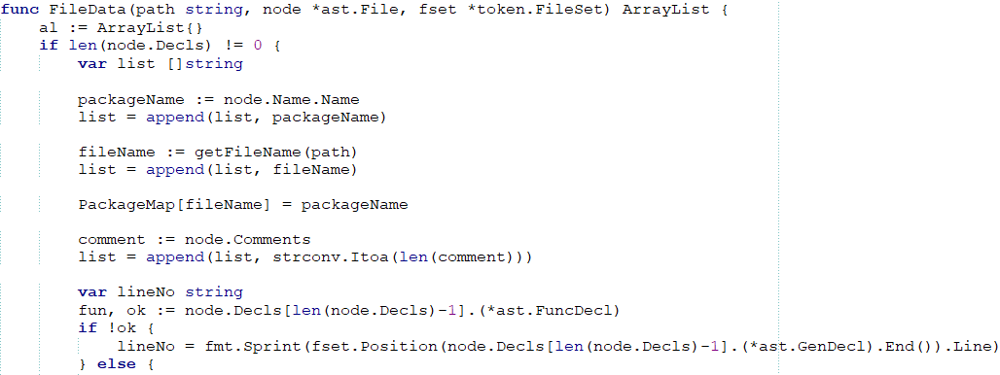 func FileData(path string, node *ast.File, fset *token.FileSet) ArrayList {
    al := ArrayList{}
    if len(node.Decls) != 0 {
        var list []string

        packageName := node.Name.Name
        list = append(list, packageName)

        fileName := getFileName(path)
        list = append(list, fileName)

        PackageMap[fileName] = packageName

        comment := node.Comments
        list = append(list, strconv.Itoa(len(comment)))

        var lineNo string
        fun, ok := node.Decls[len(node.Decls)-1].(*ast.FuncDecl)
        if !ok {
            lineNo = fmt.Sprint(fset.Position(node.Decls[len(node.Decls)-1].(*ast.GenDecl).End()).Line)
        } else {